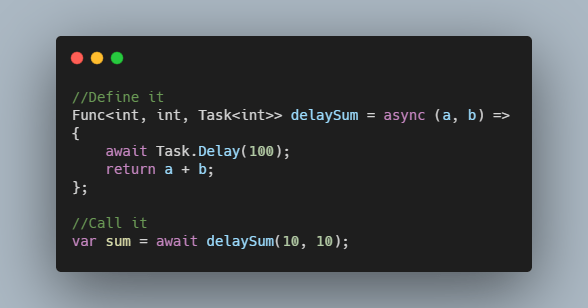 //Define it
Func<int, int, Task<int>> delaySum = async (a, b) =>
{
    await Task.Delay(100);
    return a + b;
};

//Call it
var sum = await delaySum(10, 10);